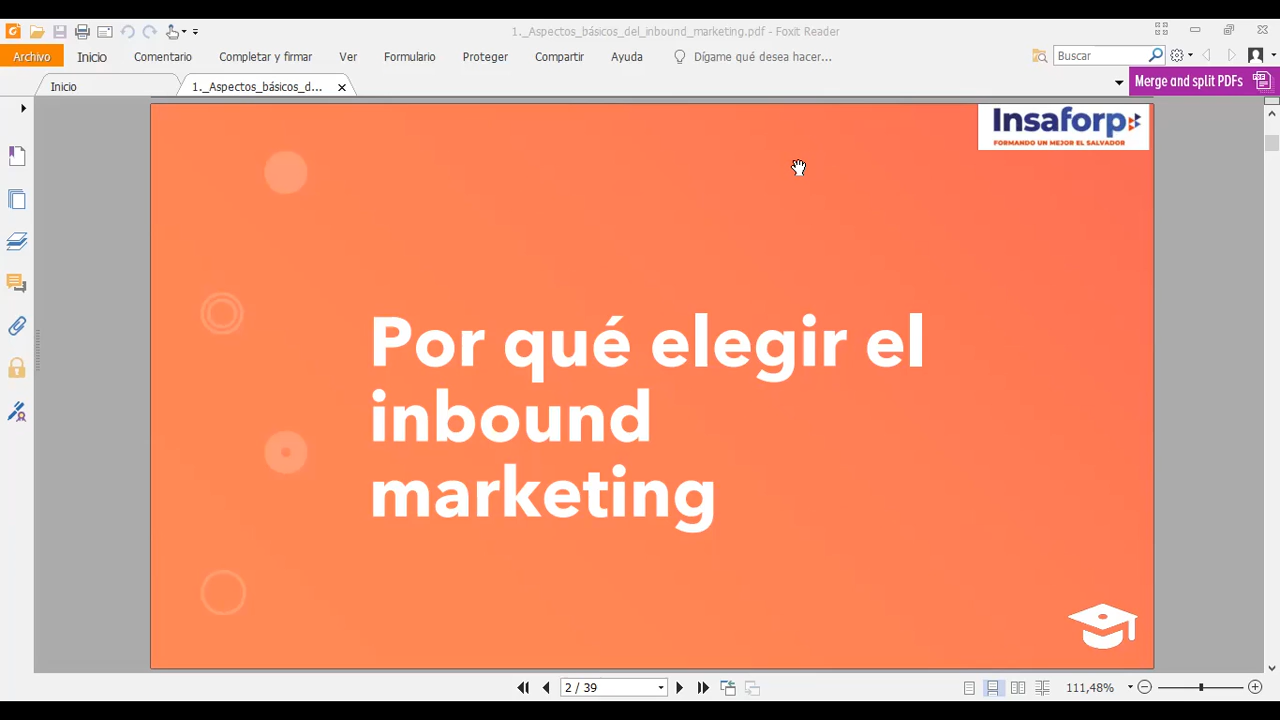 1._Aspectos_básicos_del_inbound_marketing.pdf - Foxit Reader
Archivo Inicio Comentario Completar y firmar Ver Formulario Proteger Compartir Ayuda Dígame qué desea hacer... Buscar
Inicio 1._Aspectos_básicos_d... Merge and split PDFs
Insaforp
FORMANDO UN MEJOR EL SALVADOR
Por qué elegir el
inbound
marketing
2 / 39 111,48%